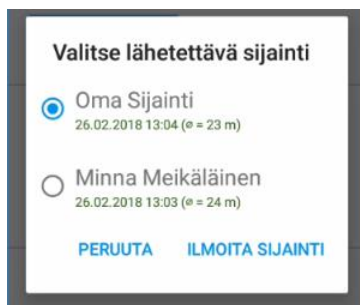 Valitse lähetettävä sijainti
Oma Sijainti
26.02.2018 13:04 (ø = 23 m)
Minna Meikäläinen
26.02.2018 13:03 (ø = 24 m)
PERUUTA ILMOITA SIJAINTI